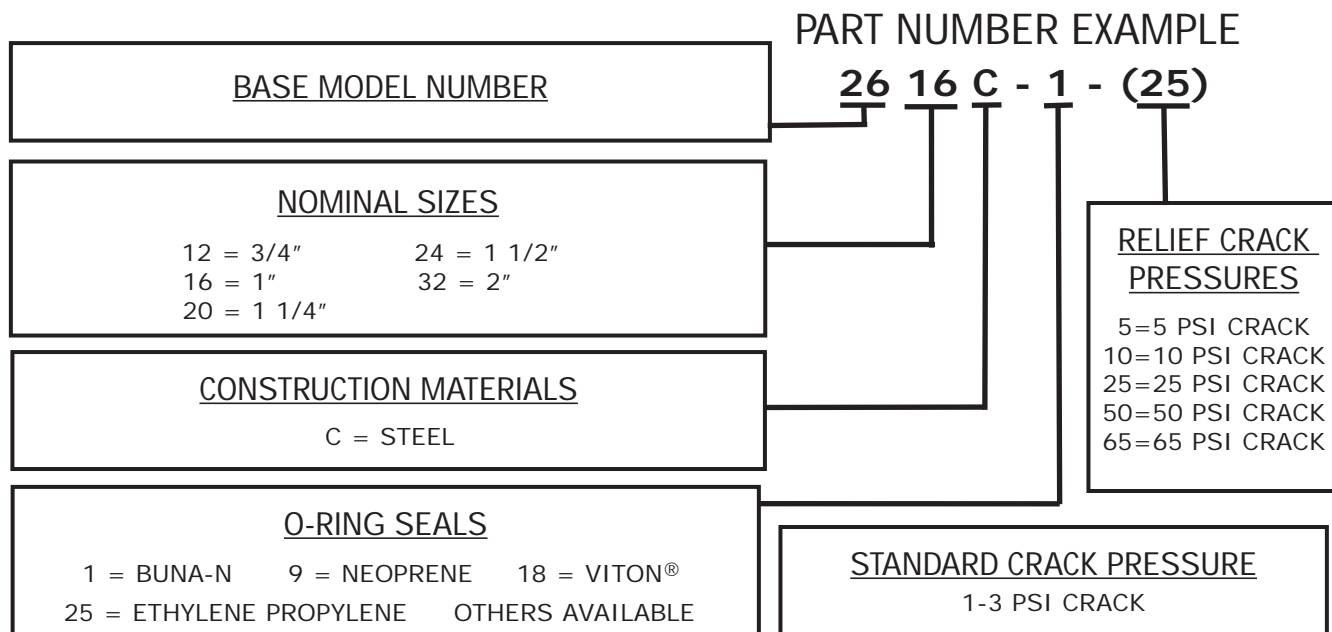 PART NUMBER EXAMPLE
26 16 C - 1 - (25)
BASE MODEL NUMBER
NOMINAL SIZES
12 = 3/4" 24 = 1 1/2"
16 = 1" 32 = 2"
20 = 1 1/4"
CONSTRUCTION MATERIALS
C = STEEL
O-RING SEALS
1 = BUNA-N 9 = NEOPRENE 18 = VITON®
25 = ETHYLENE PROPYLENE OTHERS AVAILABLE
RELIEF CRACK
PRESSURES
5=5 PSI CRACK
10=10 PSI CRACK
25=25 PSI CRACK
50=50 PSI CRACK
65=65 PSI CRACK
STANDARD CRACK PRESSURE
1-3 PSI CRACK